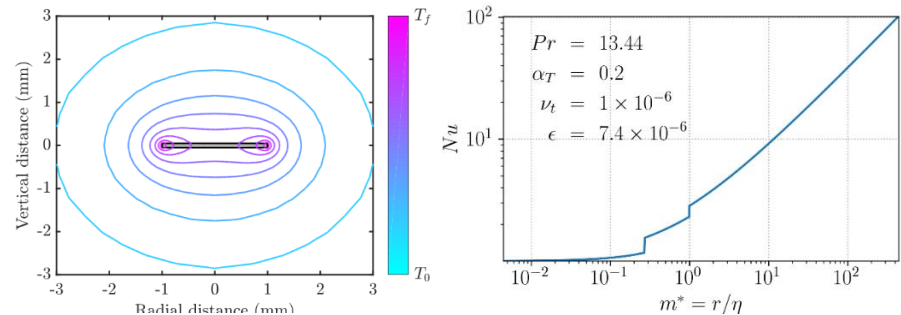 3
2
1
0
-1
-2
-3
Vertical distance (mm)
-3 -2 -1 0 1 2 3
Radial distance (mm)
T_f
T_0
10^2
10^1
Nu
Pr = 13.44
α_T = 0.2
ν_t = 1 × 10^{-6}
ϵ = 7.4 × 10^{-6}
10^{-2} 10^{-1} 10^0 10^1 10^2
m* = r/η